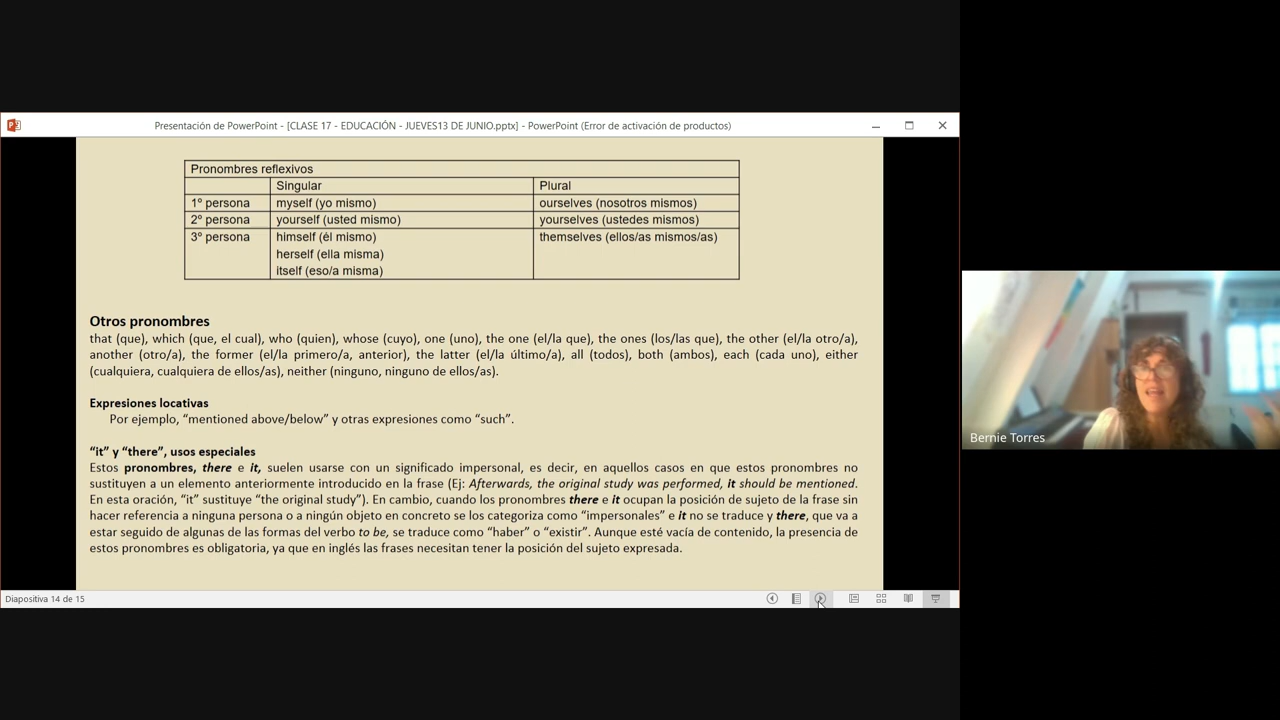 Presentación de PowerPoint - [CLASE 17 - EDUCACIÓN - JUEVES13 DE JUNIO.pptx] - PowerPoint (Error de activación de productos)
Pronombres reflexivos
Singular Plural
1º persona myself (yo mismo) ourselves (nosotros mismos)
2º persona yourself (usted mismo) yourselves (ustedes mismos)
3º persona himself (él mismo) themselves (ellos/as mismos/as)
herself (ella misma)
itself (eso/a misma)
Otros pronombres
that (que), which (que, el cual), who (quien), whose (cuyo), one (uno), the one (el/la que), the ones (los/las que), the other (el/la otro/a),
another (otro/a), the former (el/la primero/a, anterior), the latter (el/la último/a), all (todos), both (ambos), each (cada uno), either
(cualquiera, cualquiera de ellos/as), neither (ninguno, ninguno de ellos/as).
Expresiones locativas
Por ejemplo, “mentioned above/below” y otras expresiones como “such”.
“it” y “there”, usos especiales
Estos pronombres, there e it, suelen usarse con un significado impersonal, es decir, en aquellos casos en que estos pronombres no
sustituyen a un elemento anteriormente introducido en la frase (Ej: Afterwards, the original study was performed, it should be mentioned.
En esta oración, “it” sustituye “the original study”). En cambio, cuando los pronombres there e it ocupan la posición de sujeto de la frase sin
hacer referencia a ninguna persona o a ningún objeto en concreto se los categoriza como “impersonales” e it no se traduce y there, que va a
estar seguido de algunas de las formas del verbo to be, se traduce como “haber” o “existir”. Aunque esté vacía de contenido, la presencia de
estos pronombres es obligatoria, ya que en inglés las frases necesitan tener la posición del sujeto expresada.
Diapositiva 14 de 15
Bernie Torres